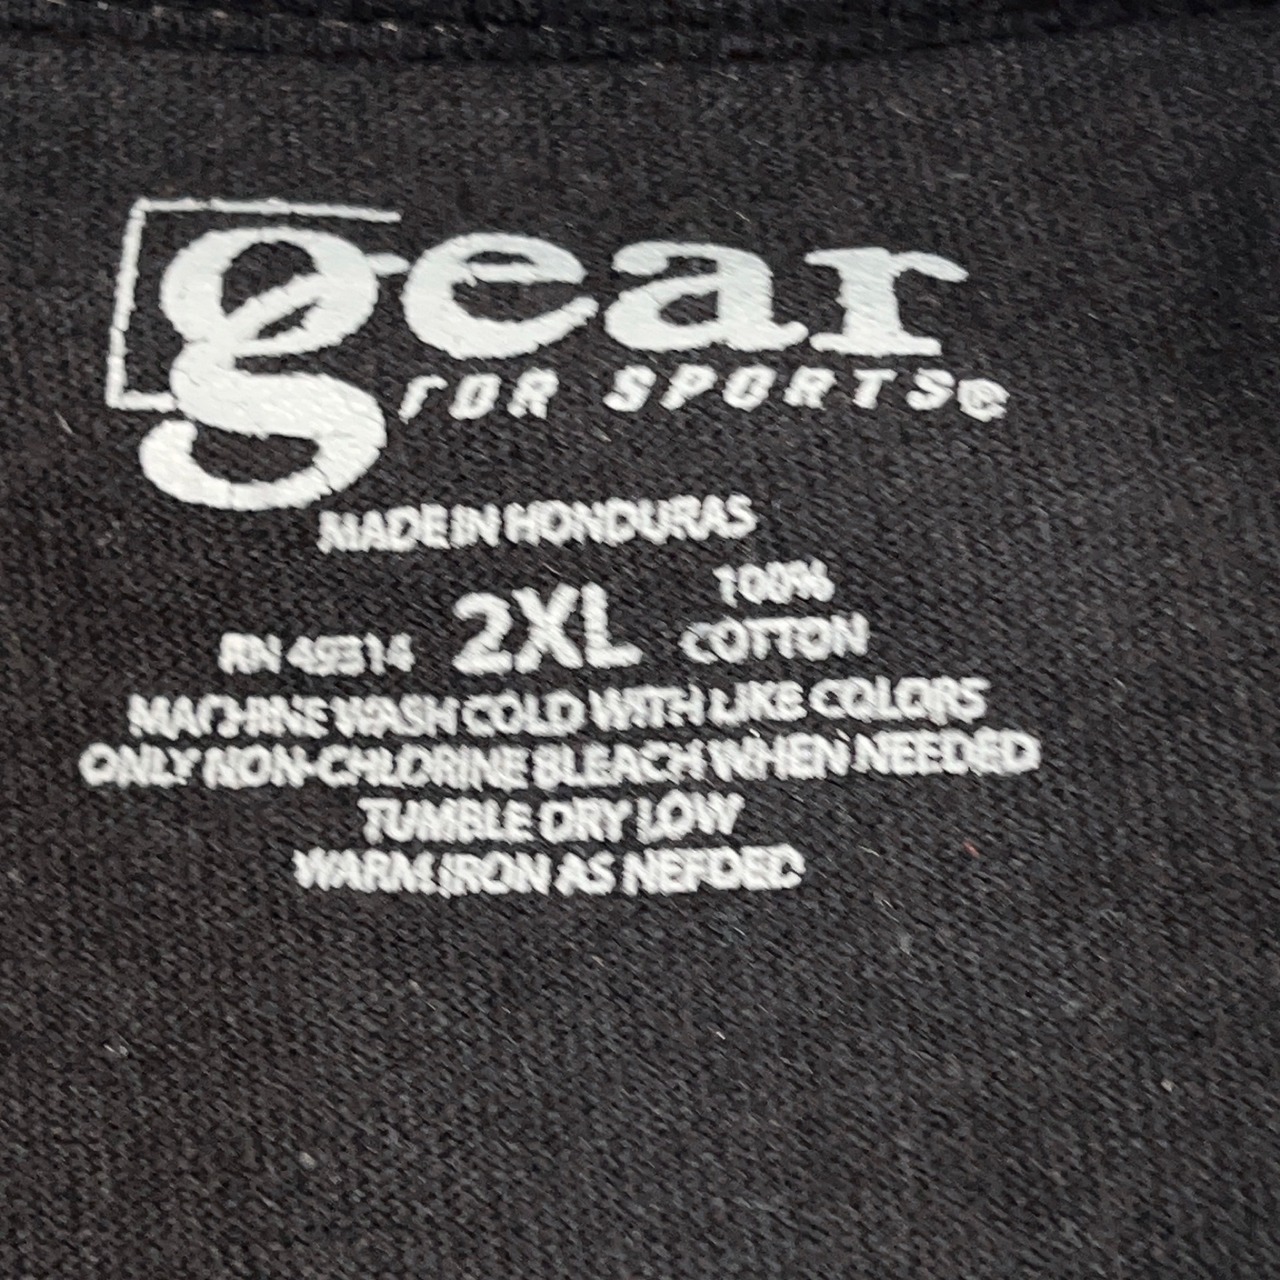 gear
FOR SPORTS®
MADE IN HONDURAS
RN 49314 2XL 100% COTTON
MACHINE WASH COLD WITH LIKE COLORS
ONLY NON-CHLORINE BLEACH WHEN NEEDED
TUMBLE DRY LOW
WARM IRON AS NEEDED